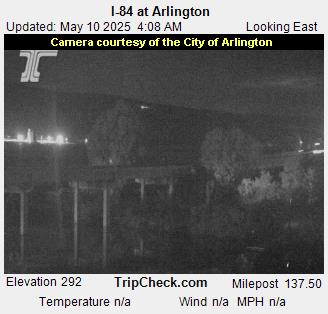 I-84 at Arlington
Updated: May 10 2025 4:08 AM Looking East
Camera courtesy of the City of Arlington
Elevation 292 TripCheck.com Milepost 137.50
Temperature n/a Wind n/a MPH n/a